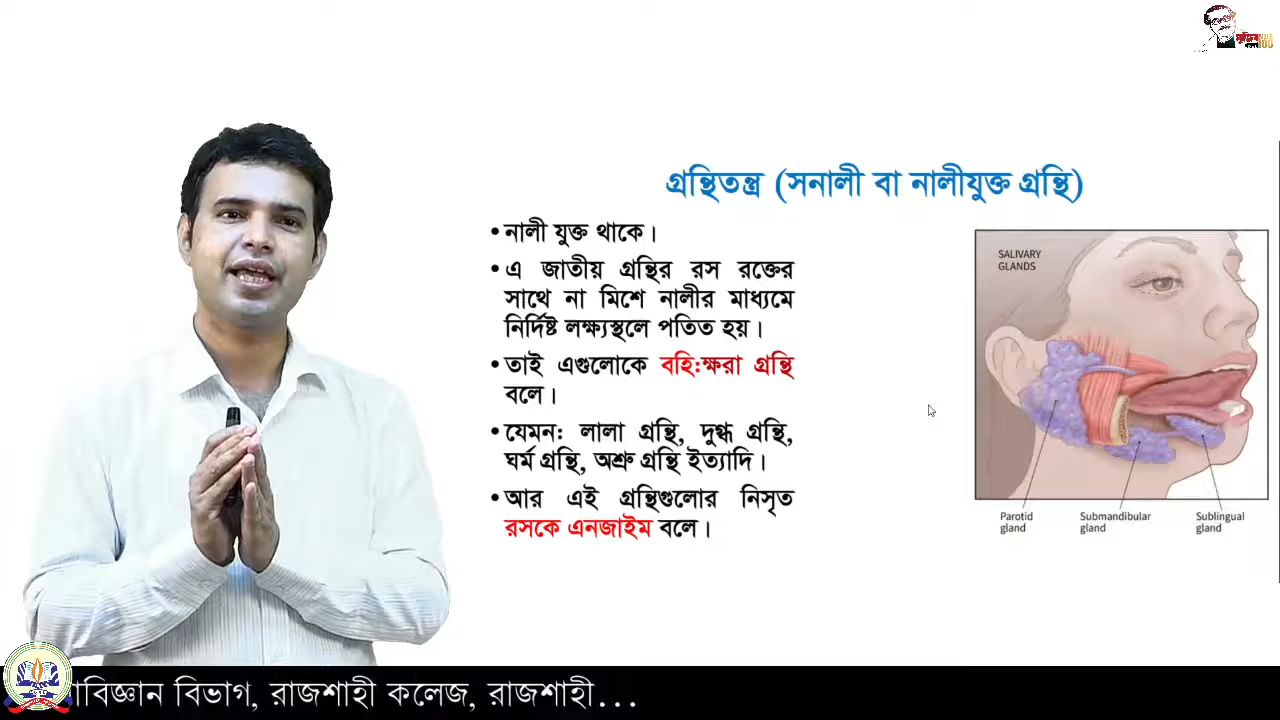 গ্রন্থিতন্ত্র (সনালী বা নালীযুক্ত গ্রন্থি)
• নালী যুক্ত থাকে।
• এ জাতীয় গ্রন্থির রস রক্তের
সাথে না মিশে নালীর মাধ্যমে
নির্দিষ্ট লক্ষ্যস্থলে পতিত হয়।
• তাই এগুলোকে বহি:ক্ষরা গ্রন্থি
বলে।
• যেমন: লালা গ্রন্থি, দুগ্ধ গ্রন্থি,
ঘর্ম গ্রন্থি, অশ্রু গ্রন্থি ইত্যাদি।
• আর এই গ্রন্থিগুলোর নিসৃত
রসকে এনজাইম বলে।
SALIVARY
GLANDS
Parotid
gland
Submandibular
gland
Sublingual
gland
বিভাগ, রাজশাহী কলেজ, রাজশাহী...